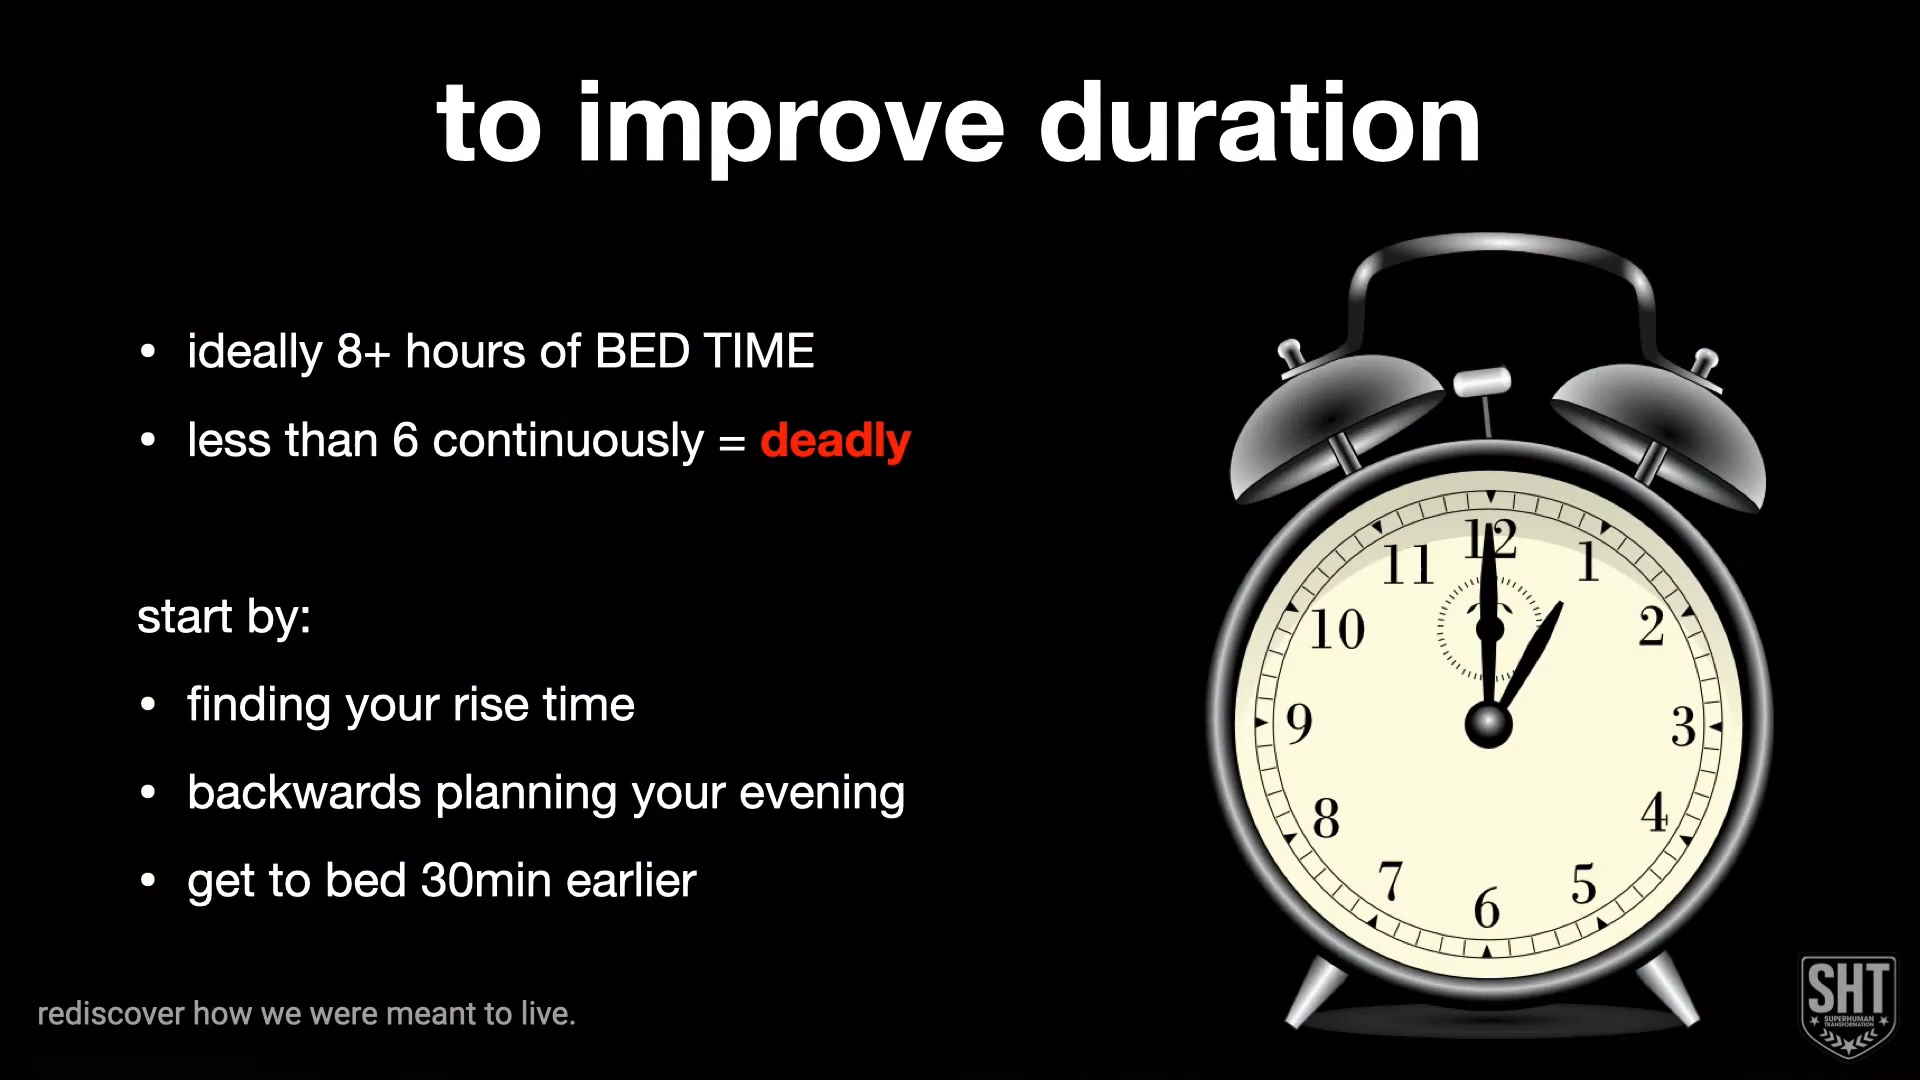 to improve duration
• ideally 8+ hours of BED TIME
• less than 6 continuously = deadly
start by:
• finding your rise time
• backwards planning your evening
• get to bed 30min earlier
12
11
1
10
2
9
3
8
4
7
5
6
rediscover how we were meant to live.
SHT
SUPERHUMAN
TRANSFORMATION